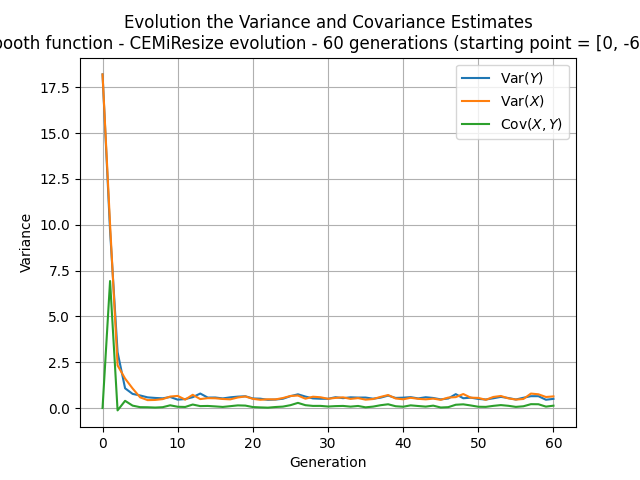 Evolution the Variance and Covariance Estimates
ooth function - CEMiResize evolution - 60 generations (starting point = [0, -6
17.5
15.0
12.5
10.0
7.5
5.0
2.5
0.0
Variance
Var(Y)
Var(X)
Cov(X, Y)
0 10 20 30 40 50 60
Generation